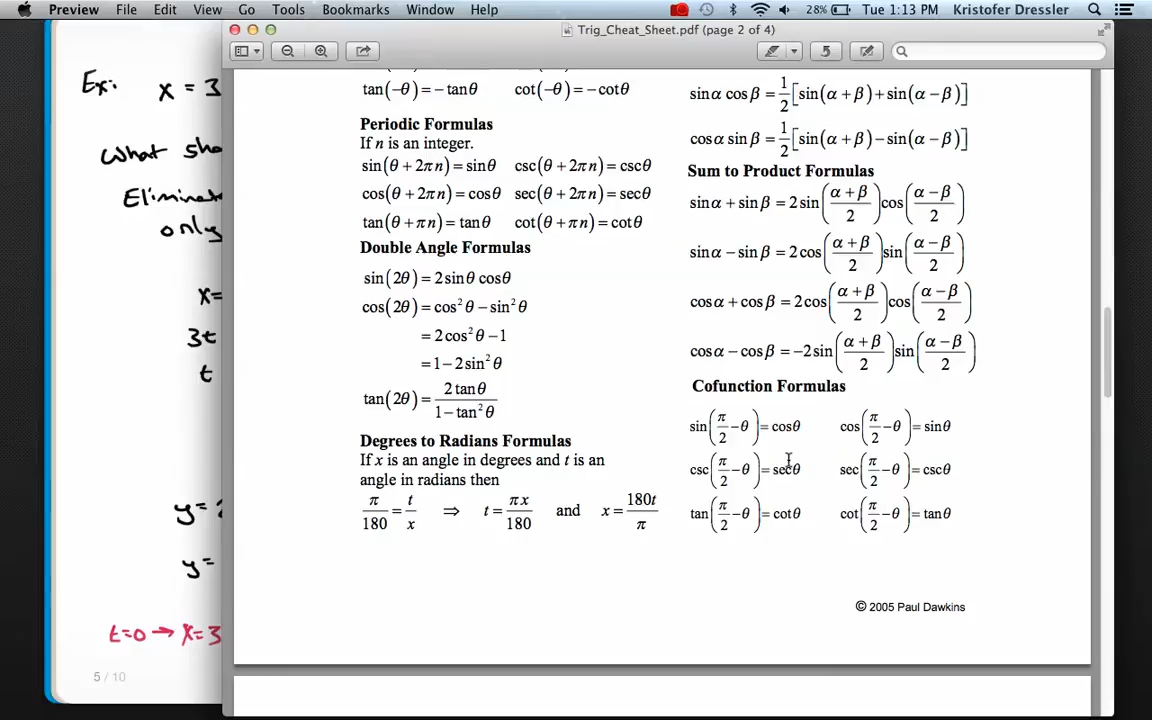 Preview File Edit View Go Tools Bookmarks Window Help 28% Tue 1:13 PM Kristofer Dressler
Trig_Cheat_Sheet.pdf (page 2 of 4)
Ex: x = 3
What sho
Eliminat
only
x=
3t
t
y= 2
y=
t=0 → x=3
5 / 10
tan(−θ) = −tanθ cot(−θ) = −cotθ
Periodic Formulas
If n is an integer.
sin(θ + 2πn) = sinθ csc(θ + 2πn) = cscθ
cos(θ + 2πn) = cosθ sec(θ + 2πn) = secθ
tan(θ + πn) = tanθ cot(θ + πn) = cotθ
Double Angle Formulas
sin(2θ) = 2sinθ cosθ
cos(2θ) = cos²θ − sin²θ
= 2cos²θ − 1
= 1 − 2sin²θ
tan(2θ) = 2tanθ / 1 − tan²θ
Degrees to Radians Formulas
If x is an angle in degrees and t is an
angle in radians then
π/180 = t/x ⇒ t = πx/180 and x = 180t/π
sinα cosβ = 1/2[sin(α + β) + sin(α − β)]
cosα sinβ = 1/2[sin(α + β) − sin(α − β)]
Sum to Product Formulas
sinα + sinβ = 2sin(α + β/2)cos(α − β/2)
sinα − sinβ = 2cos(α + β/2)sin(α − β/2)
cosα + cosβ = 2cos(α + β/2)cos(α − β/2)
cosα − cosβ = −2sin(α + β/2)sin(α − β/2)
Cofunction Formulas
sin(π/2 − θ) = cosθ cos(π/2 − θ) = sinθ
csc(π/2 − θ) = secθ sec(π/2 − θ) = cscθ
tan(π/2 − θ) = cotθ cot(π/2 − θ) = tanθ
© 2005 Paul Dawkins